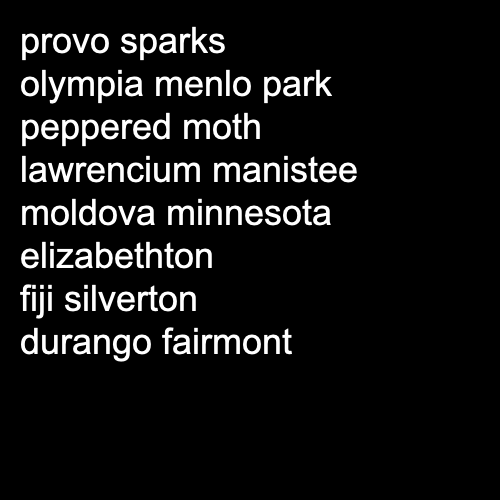 provo sparks
olympia menlo park
peppered moth
lawrencium manistee
moldova minnesota
elizabethton
fiji silverton
durango fairmont